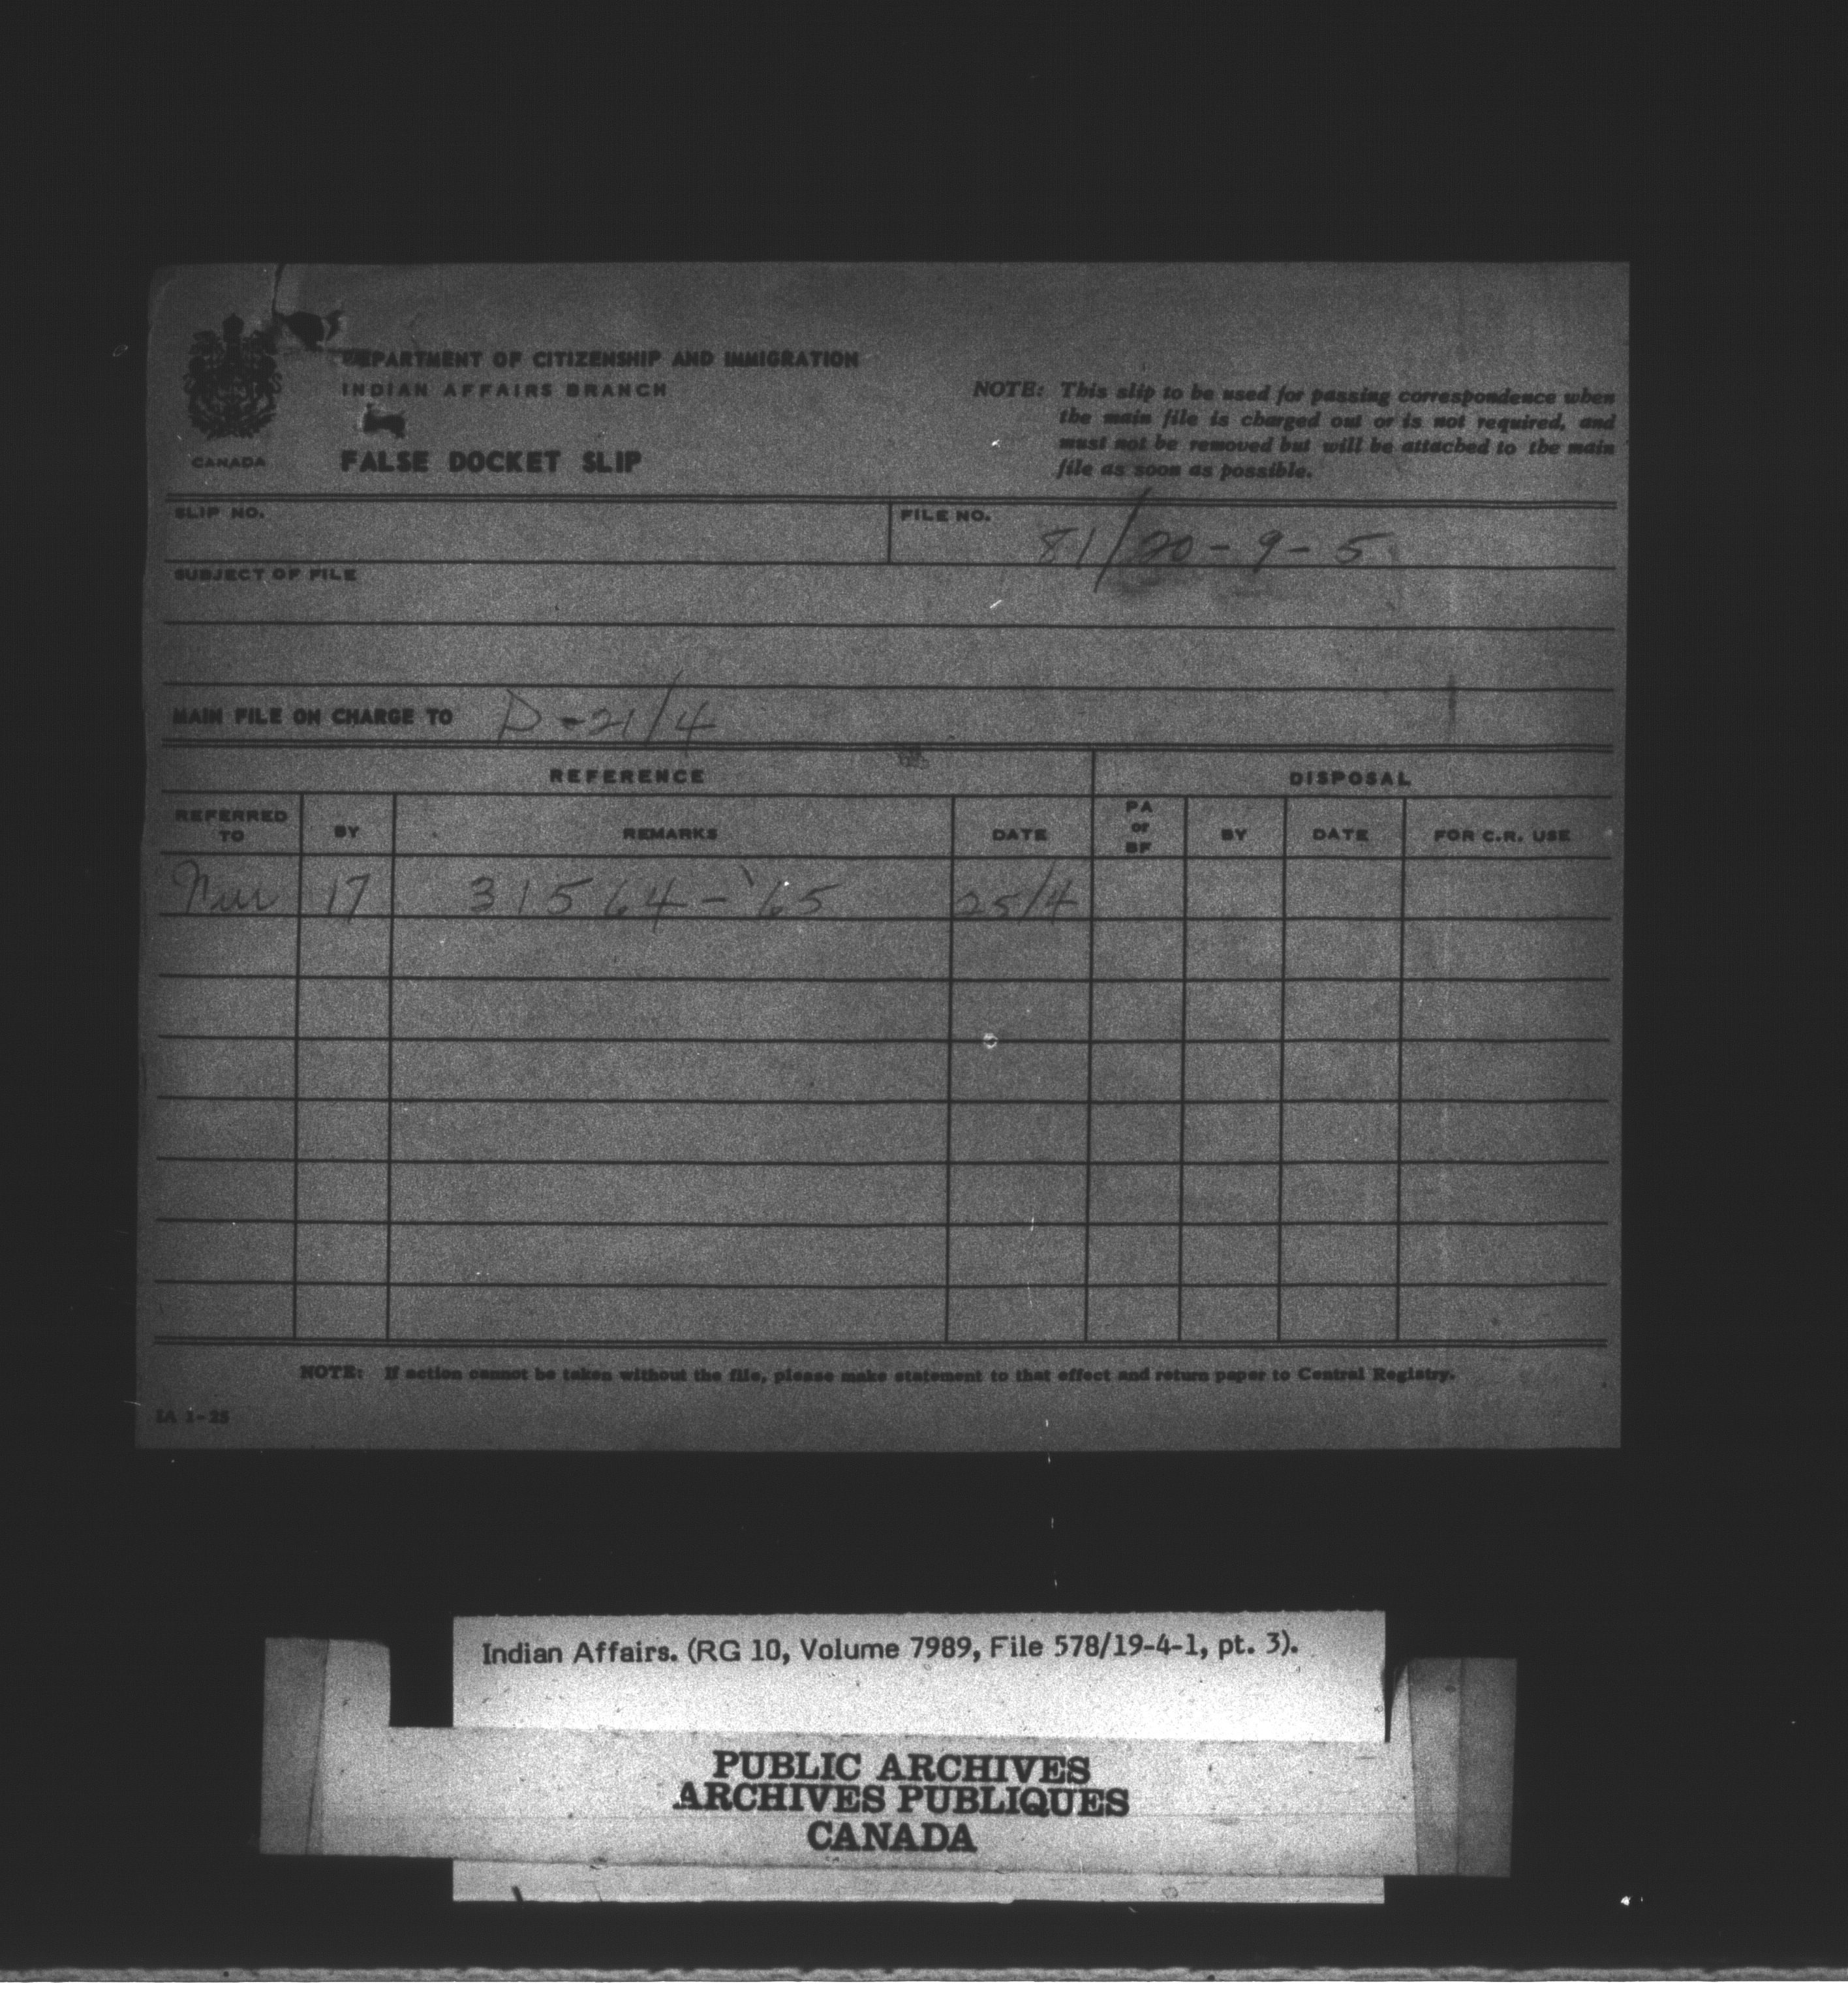 DEPARTMENT OF CITIZENSHIP AND IMMIGRATION
INDIAN AFFAIRS BRANCH
CANADA
FALSE DOCKET SLIP
NOTE: This slip to be used for passing correspondence when
the main file is charged out or is not required, and
must not be removed but will be attached to the main
file as soon as possible.
SLIP NO.
FILE NO. 81/20-9-5
SUBJECT OF FILE
MAIN FILE ON CHARGE TO D-21/4
REFERENCE DISPOSAL
REFERRED TO BY REMARKS DATE PA or BF BY DATE FOR C.R. USE
17 31564-'65 25/4
NOTE: If action cannot be taken without the file, please make statement to that effect and return paper to Central Registry.
IA 1-25
Indian Affairs. (RG 10, Volume 7989, File 578/19-4-1, pt. 3).
PUBLIC ARCHIVES
ARCHIVES PUBLIQUES
CANADA